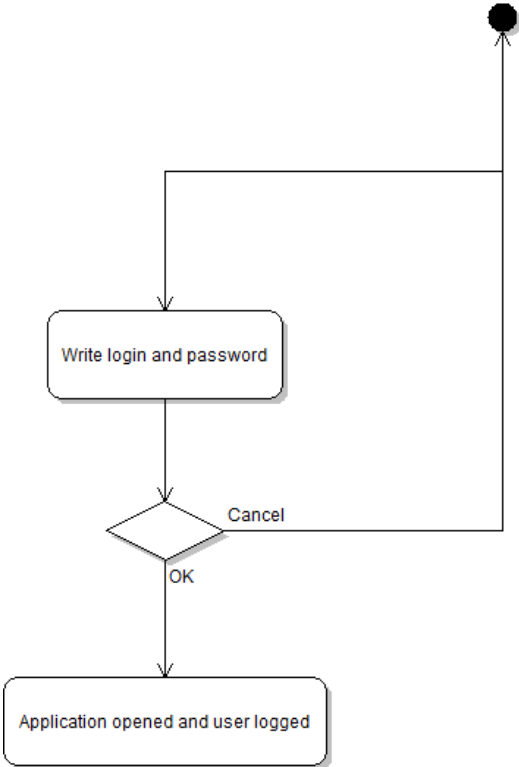 Write login and password
Cancel
OK
Application opened and user logged